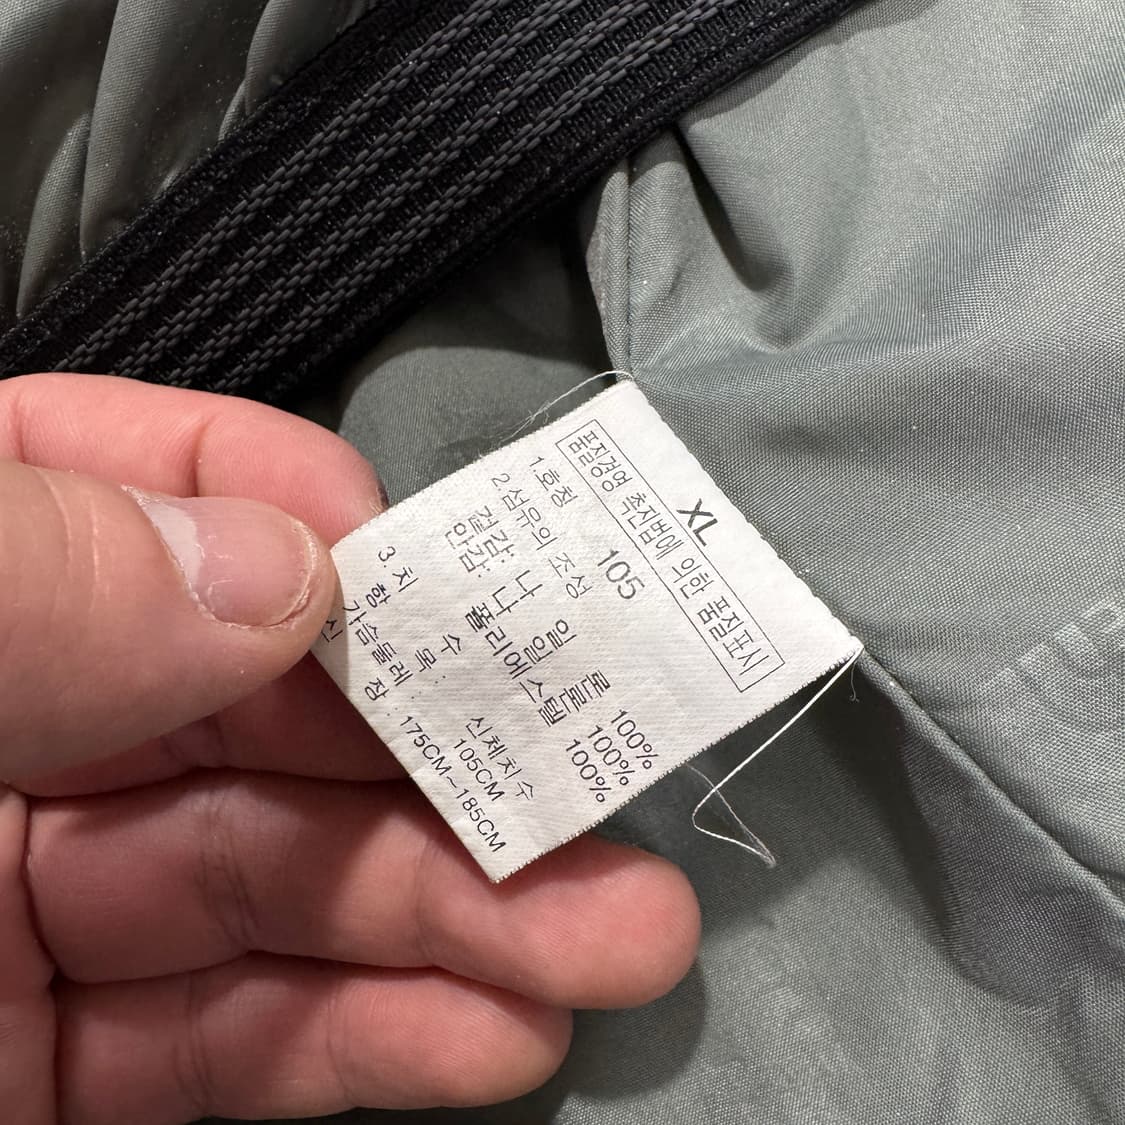 XL
품질경영 촉진법에 의한 품질표시
1.호칭 105
2.섬유의 조성
겉감: 나 일 론 100%
안감: 나 일 론 100%
폴리에스텔 100%
3 치 수
항 목 : 신체치수
가슴둘레 : 105CM
신 장 : 175CM~185CM